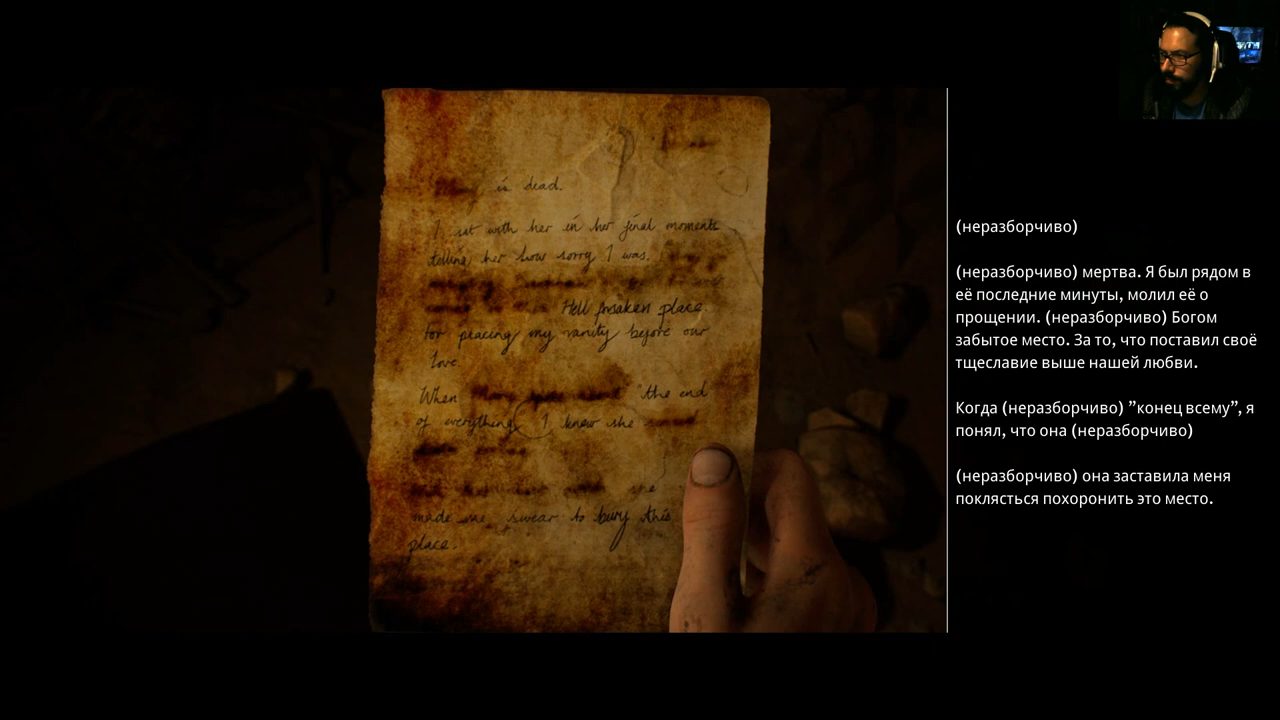 is dead.
I sat with her in her final moments
telling her how sorry I was.
Hell forsaken place.
for placing my vanity before our
love.
When "the end
of everything" I knew she
she
made me swear to bury this
place.
(неразборчиво)
(неразборчиво) мертва. Я был рядом в
её последние минуты, молил её о
прощении. (неразборчиво) Богом
забытое место. За то, что поставил своё
тщеславие выше нашей любви.
Когда (неразборчиво) ”конец всему”, я
понял, что она (неразборчиво)
(неразборчиво) она заставила меня
поклясться похоронить это место.